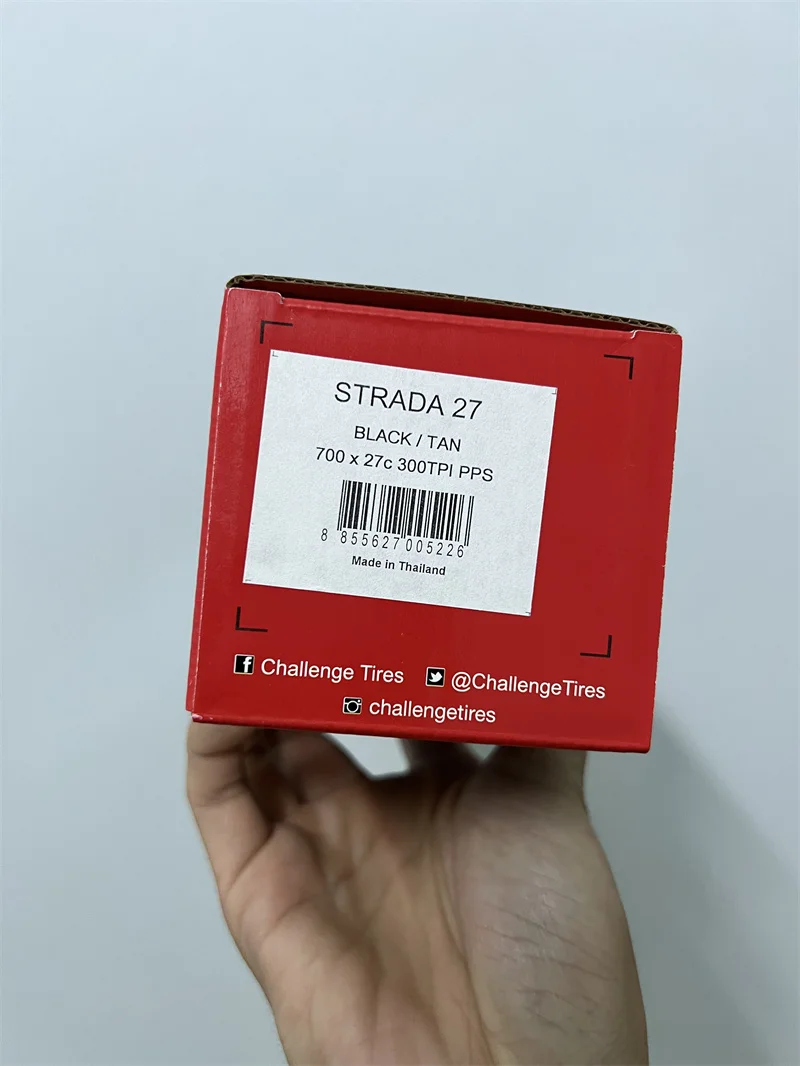 STRADA 27
BLACK / TAN
700 x 27c 300TPI PPS
8 855627 005226
Made in Thailand
f Challenge Tires @ChallengeTires
challengetires